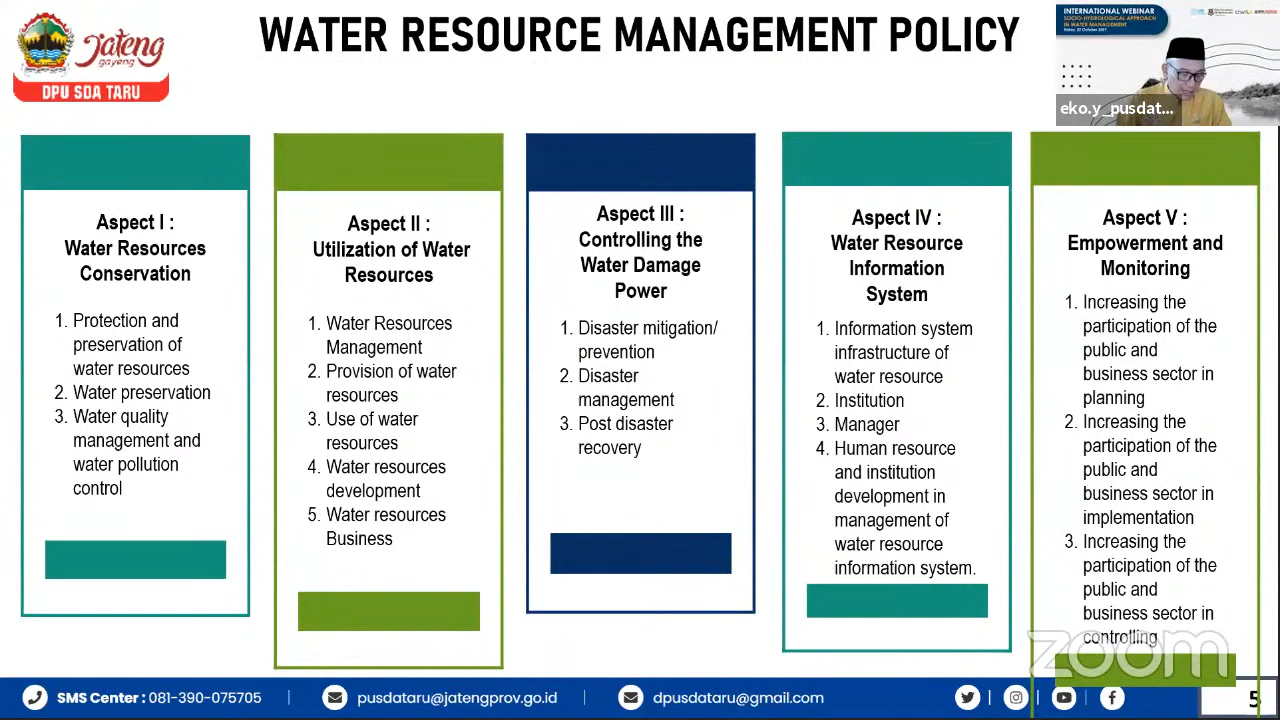 WATER RESOURCE MANAGEMENT POLICY
Jateng
gayeng
DPU SDA TARU
INTERNATIONAL WEBINAR
SOCIO-HYDROLOGICAL APPROACH
IN WATER MANAGEMENT
eko.y_pusdat...
Aspect I :
Water Resources
Conservation
1. Protection and
preservation of
water resources
2. Water preservation
3. Water quality
management and
water pollution
control
Aspect II :
Utilization of Water
Resources
1. Water Resources
Management
2. Provision of water
resources
3. Use of water
resources
4. Water resources
development
5. Water resources
Business
Aspect III :
Controlling the
Water Damage
Power
1. Disaster mitigation/
prevention
2. Disaster
management
3. Post disaster
recovery
Aspect IV :
Water Resource
Information
System
1. Information system
infrastructure of
water resource
2. Institution
3. Manager
4. Human resource
and institution
development in
management of
water resource
information system.
Aspect V :
Empowerment and
Monitoring
1. Increasing the
participation of the
public and
business sector in
planning
2. Increasing the
participation of the
public and
business sector in
implementation
3. Increasing the
participation of the
public and
business sector in
controlling
zoom
SMS Center : 081-390-075705
pusdataru@jatengprov.go.id
dpusdataru@gmail.com
5